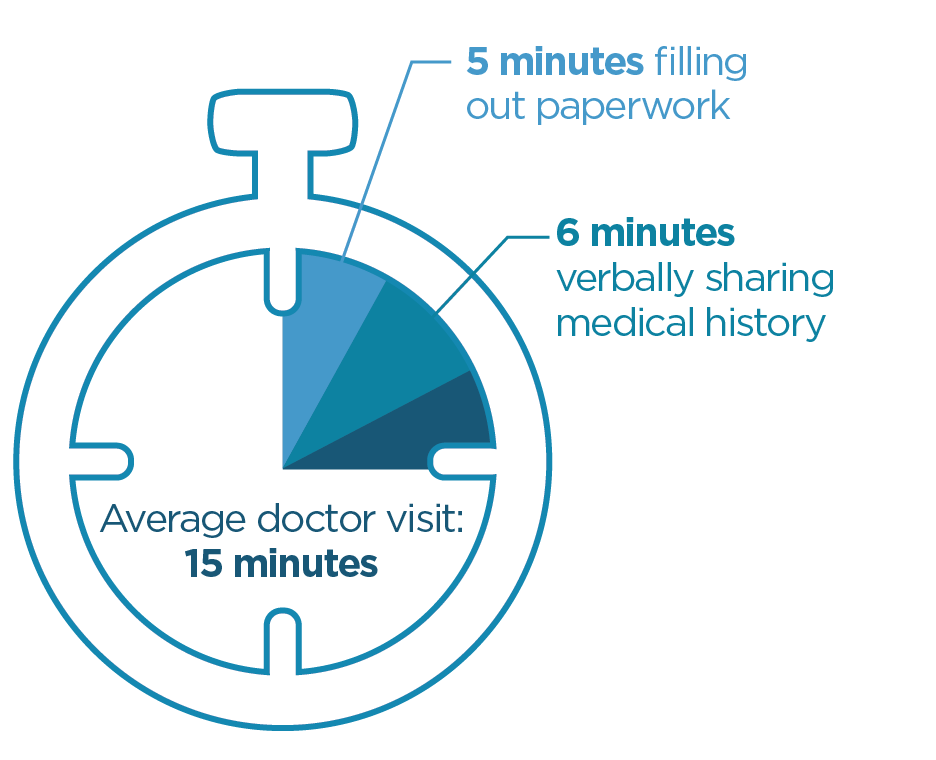 5 minutes filling
out paperwork
6 minutes
verbally sharing
medical history
Average doctor visit:
15 minutes